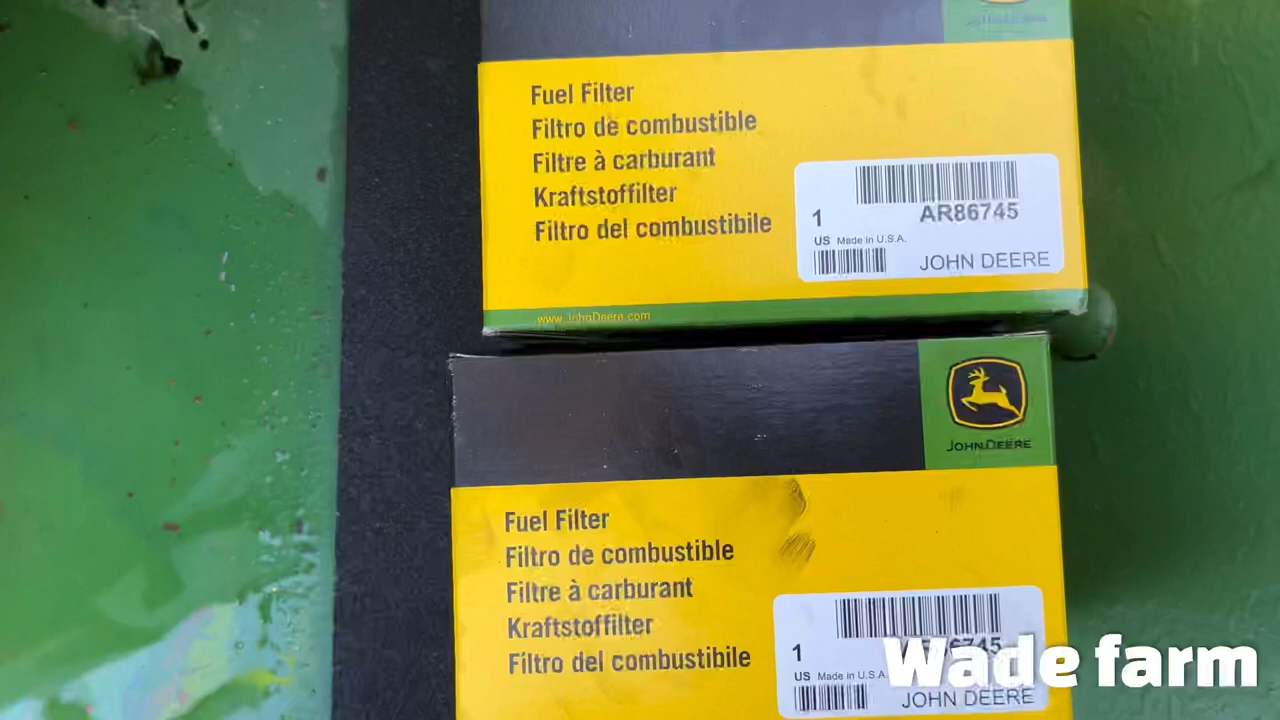 Fuel Filter
Filtro de combustible
Filtre à carburant
Kraftstoffilter
Filtro del combustibile
1
AR86745
US Made in U.S.A.
JOHN DEERE
www.JohnDeere.com
JOHN DEERE
Fuel Filter
Filtro de combustible
Filtre à carburant
Kraftstoffilter
Filtro del combustibile
1
US Made in U.S.A.
JOHN DEERE
Wade farm